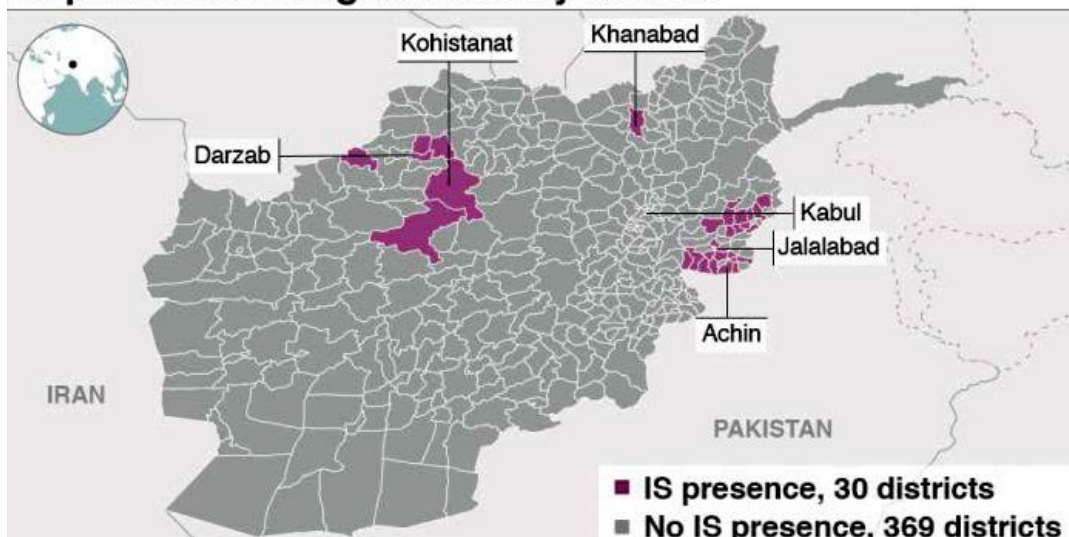 Kohistanat
Khanabad
Darzab
Kabul
Jalalabad
Achin
IRAN
PAKISTAN
IS presence, 30 districts
No IS presence, 369 districts